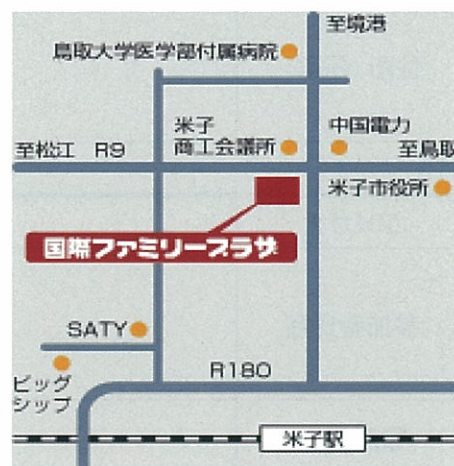 至境港
鳥取大学医学部付属病院
米子
商工会議所
中国電力
至松江 R9
至鳥取
米子市役所
国際ファミリープラザ
SATY
R180
ビッグ
シップ
米子駅